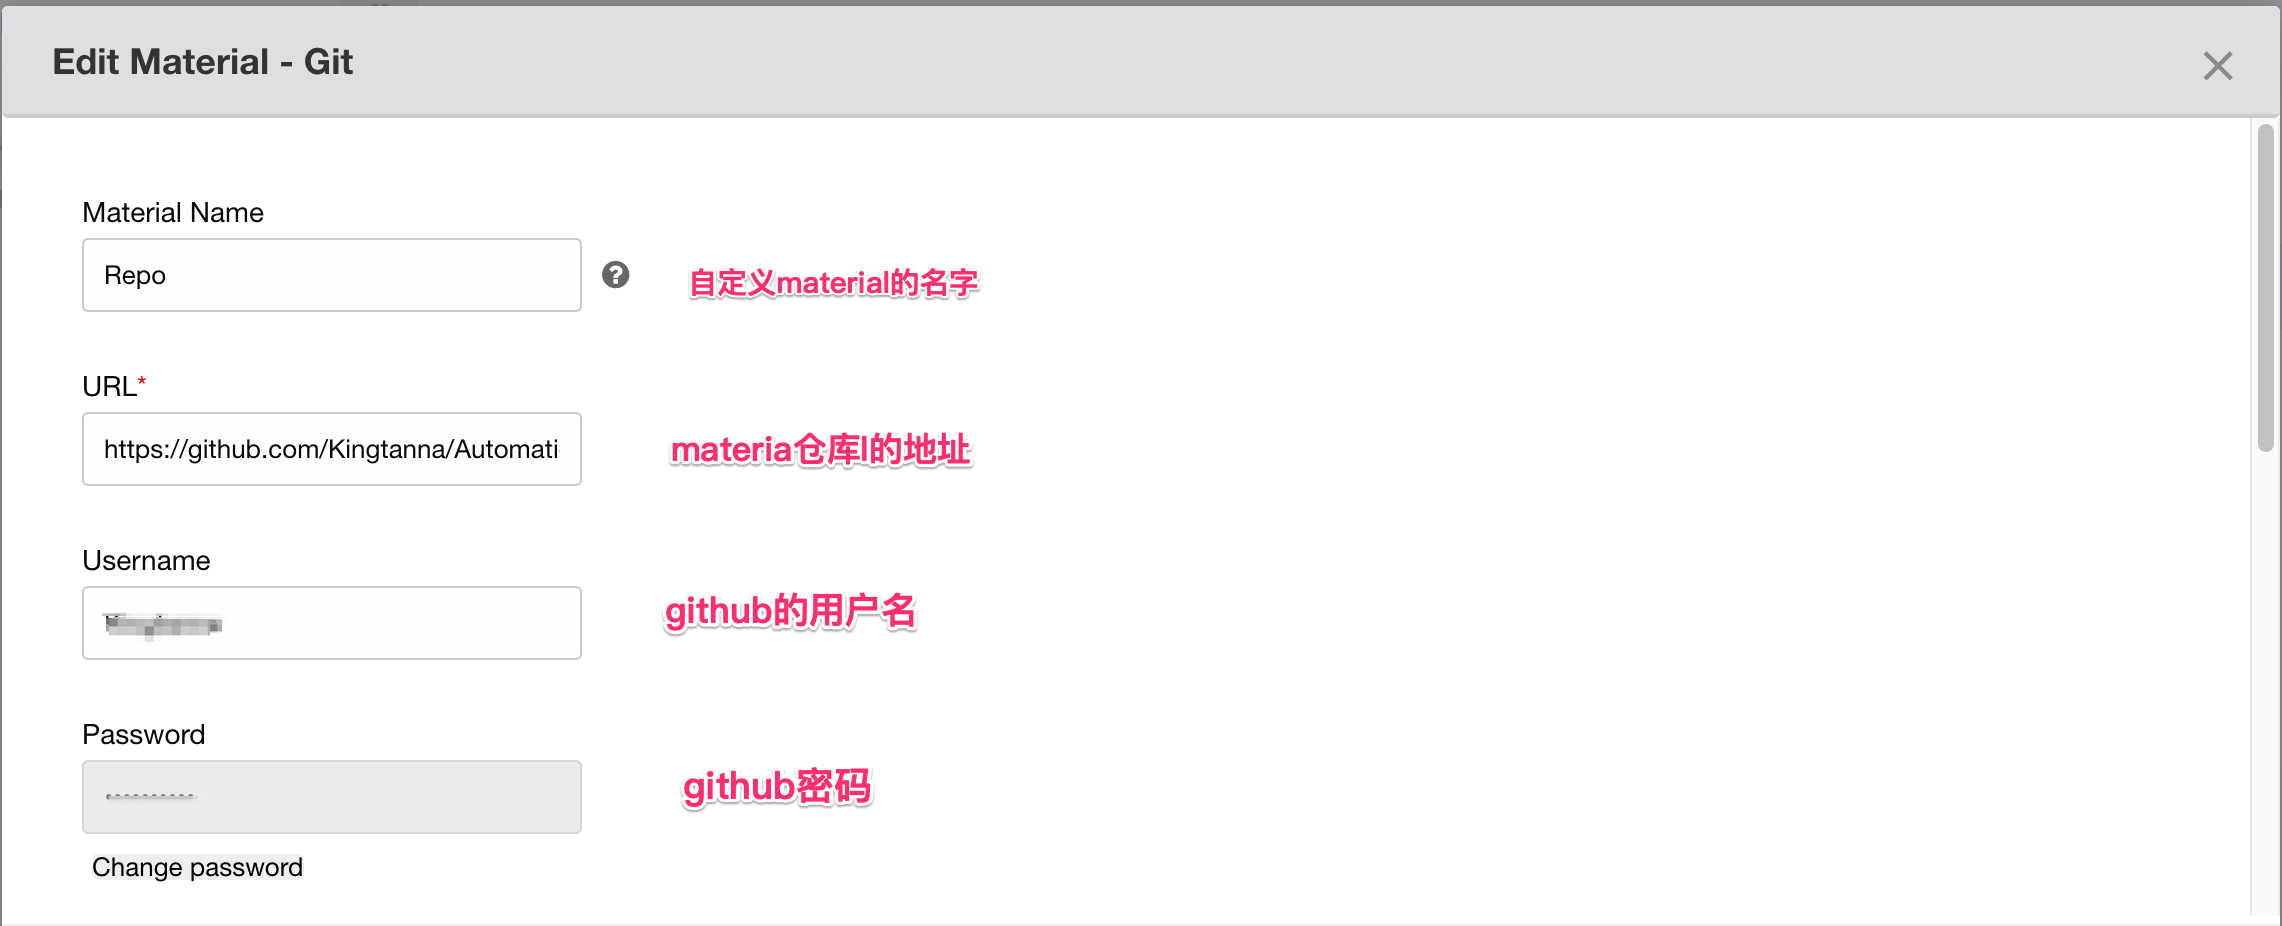 Edit Material - Git
Material Name
Repo
自定义material的名字
URL*
https://github.com/Kingtanna/Automati
materia仓库l的地址
Username
github的用户名
Password
github密码
Change password